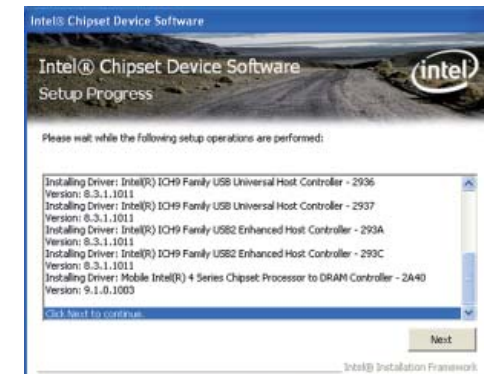 Intel® Chipset Device Software
Intel® Chipset Device Software
intel
Setup Progress
Please wait while the following setup operations are performed:
Installing Driver: Intel(R) ICH9 Family USB Universal Host Controller - 2936
Version: 8.3.1.1011
Installing Driver: Intel(R) ICH9 Family USB Universal Host Controller - 2937
Version: 8.3.1.1011
Installing Driver: Intel(R) ICH9 Family USB2 Enhanced Host Controller - 293A
Version: 8.3.1.1011
Installing Driver: Intel(R) ICH9 Family USB2 Enhanced Host Controller - 293C
Version: 8.3.1.1011
Installing Driver: Mobile Intel(R) 4 Series Chipset Processor to DRAM Controller - 2A40
Version: 9.1.0.1003
Click Next to continue.
Next
Intel® Installation Framework